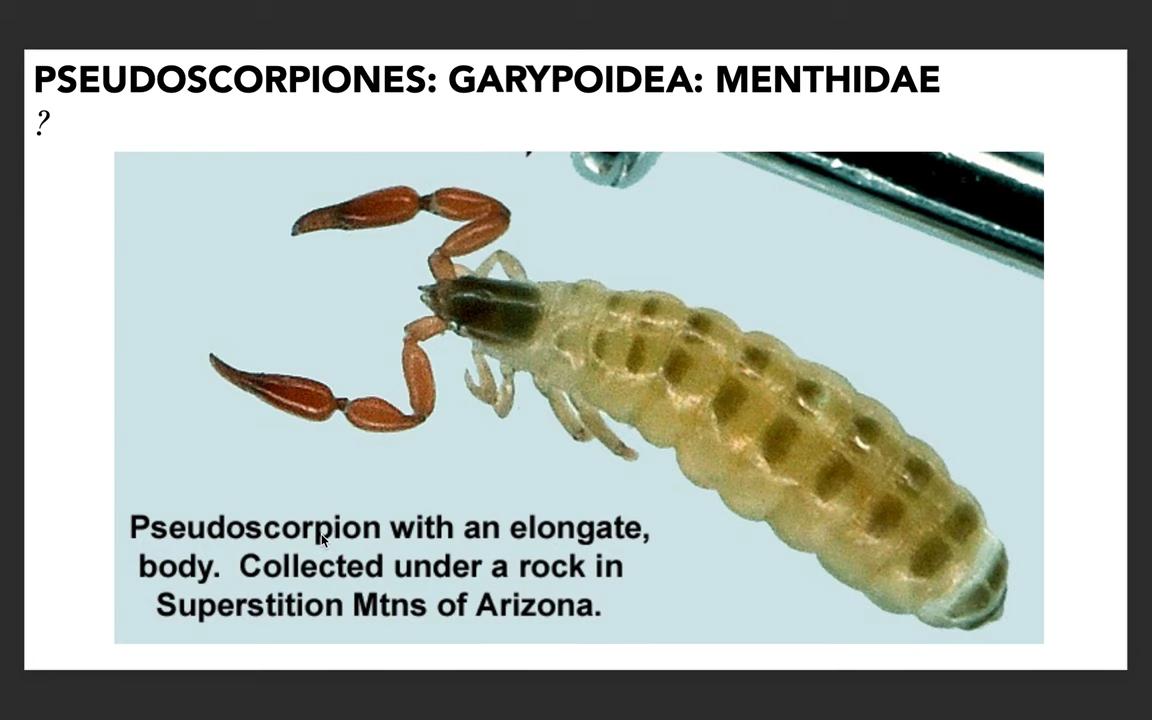 PSEUDOSCORPIONES: GARYPOIDEA: MENTHIDAE
?
Pseudoscorpion with an elongate,
body. Collected under a rock in
Superstition Mtns of Arizona.